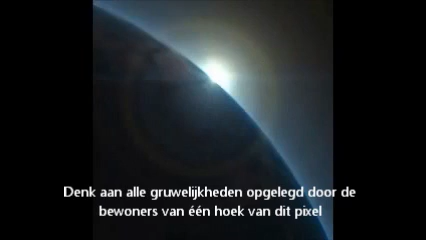 Denk aan alle gruwelijkheden opgelegd door de
bewoners van één hoek van dit pixel